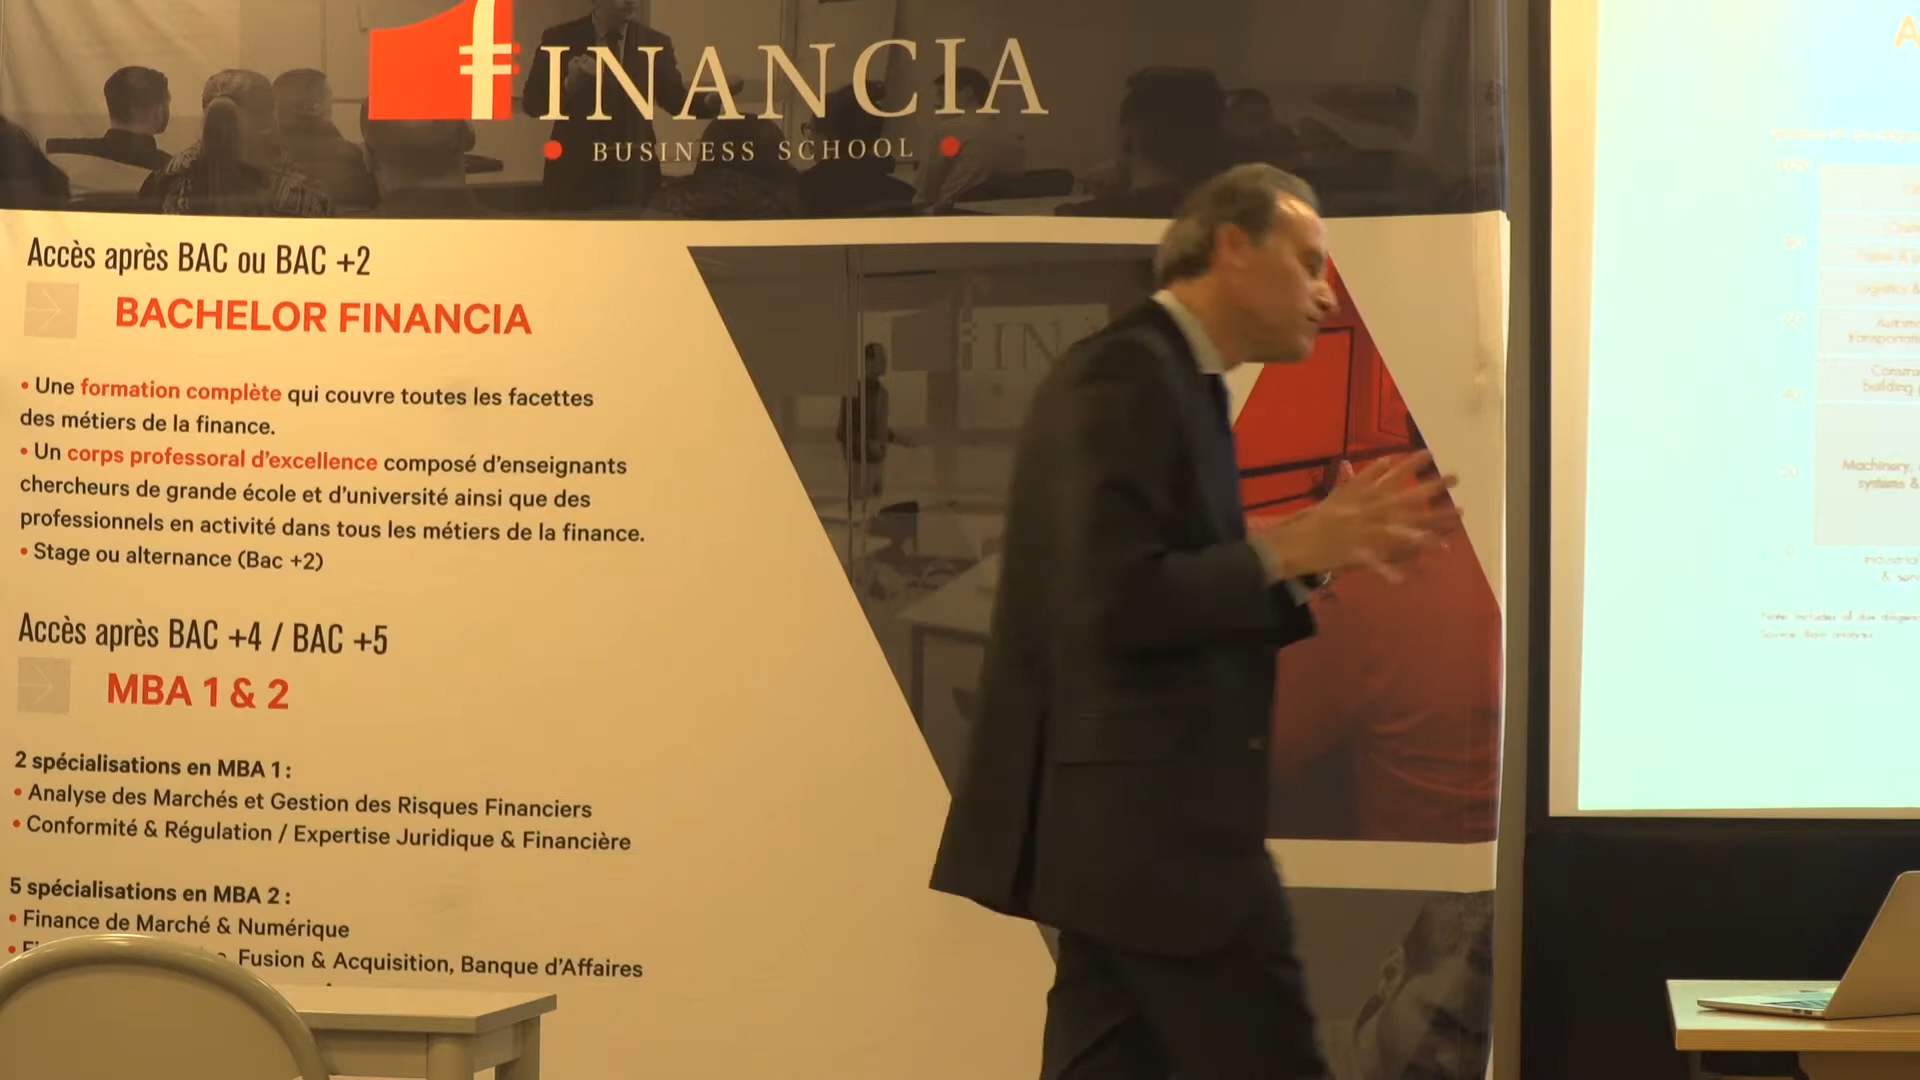 FINANCIA
BUSINESS SCHOOL
Accès après BAC ou BAC +2
BACHELOR FINANCIA
• Une formation complète qui couvre toutes les facettes
des métiers de la finance.
• Un corps professoral d'excellence composé d'enseignants
chercheurs de grande école et d'université ainsi que des
professionnels en activité dans tous les métiers de la finance.
• Stage ou alternance (Bac +2)
Accès après BAC +4 / BAC +5
MBA 1 & 2
2 spécialisations en MBA 1 :
• Analyse des Marchés et Gestion des Risques Financiers
• Conformité & Régulation / Expertise Juridique & Financière
5 spécialisations en MBA 2 :
• Finance de Marché & Numérique
Fusion & Acquisition, Banque d'Affaires
Machinery,
systems &